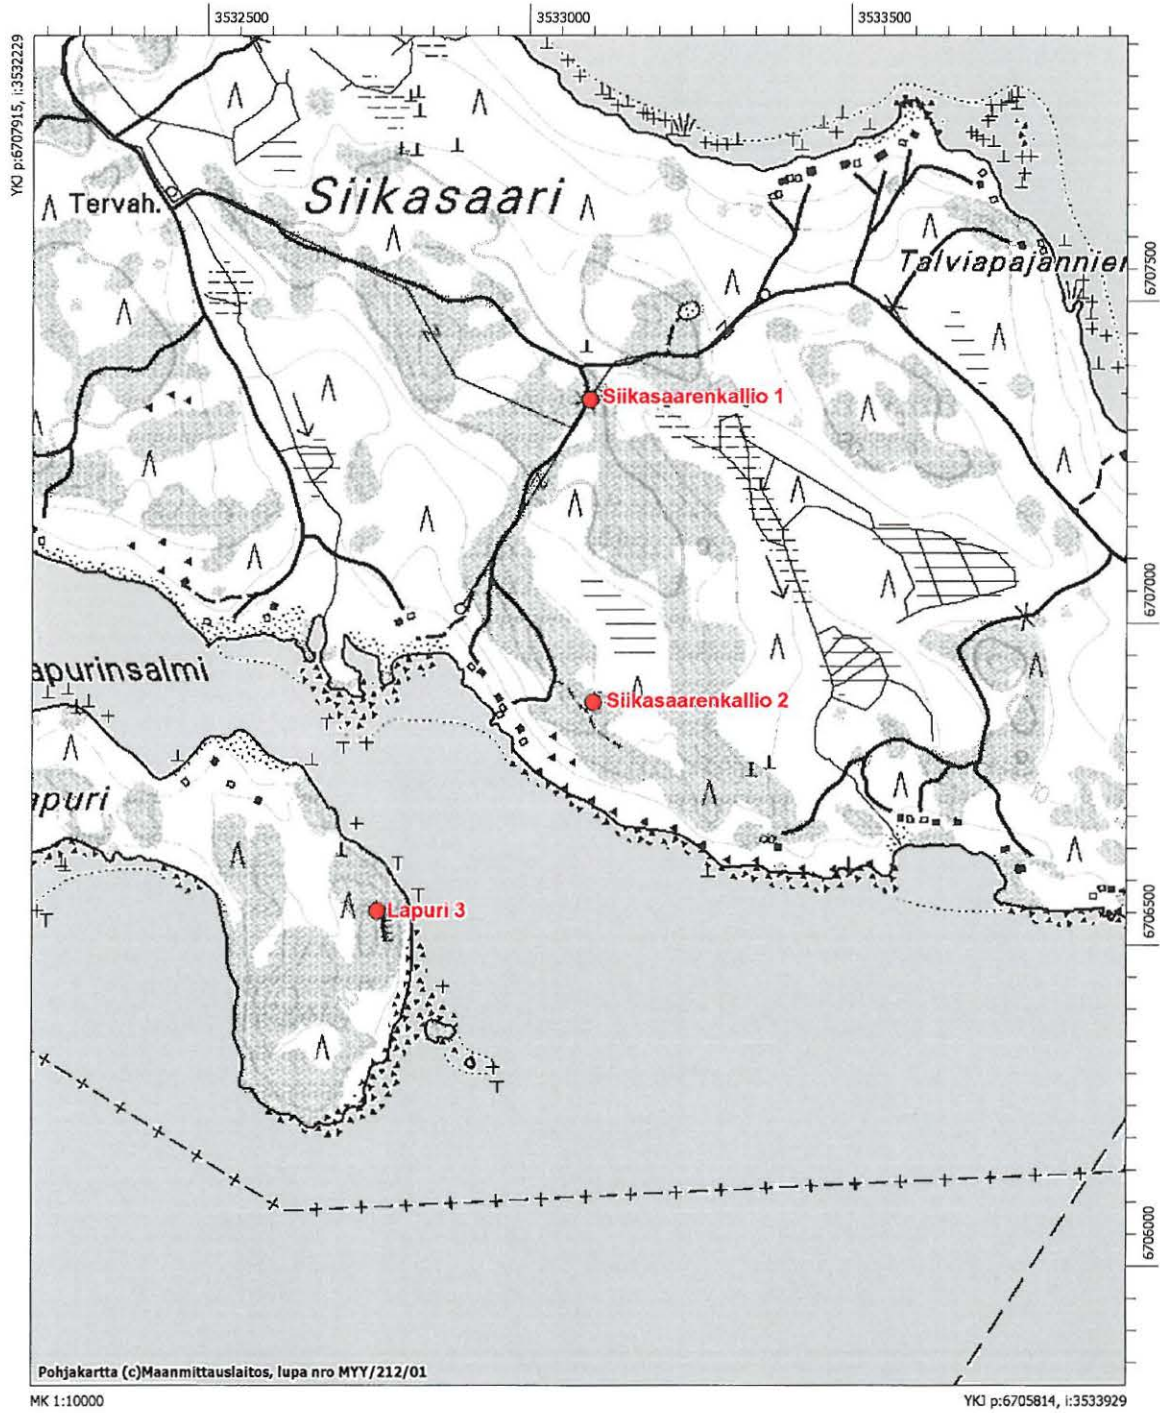 3532500
3533000
3533500
YKJ p:6707915, i:3532229
Siikasaari
Tervah.
Talviapajannier
6707500
Siikasaarenkallio 1
6707000
apurinsalmi
Siikasaarenkallio 2
apuri
Lapuri 3
6706500
6706000
Pohjakartta (c)Maanmittauslaitos, lupa nro MYY/212/01
MK 1:10000
YKJ p:6705814, i:3533929